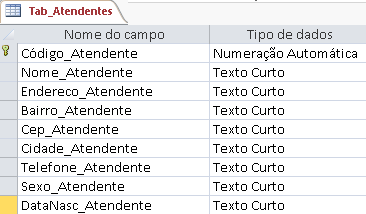 Tab_Atendentes
Nome do campo Tipo de dados
Código_Atendente Numeração Automática
Nome_Atendente Texto Curto
Endereco_Atendente Texto Curto
Bairro_Atendente Texto Curto
Cep_Atendente Texto Curto
Cidade_Atendente Texto Curto
Telefone_Atendente Texto Curto
Sexo_Atendente Texto Curto
DataNasc_Atendente Texto Curto